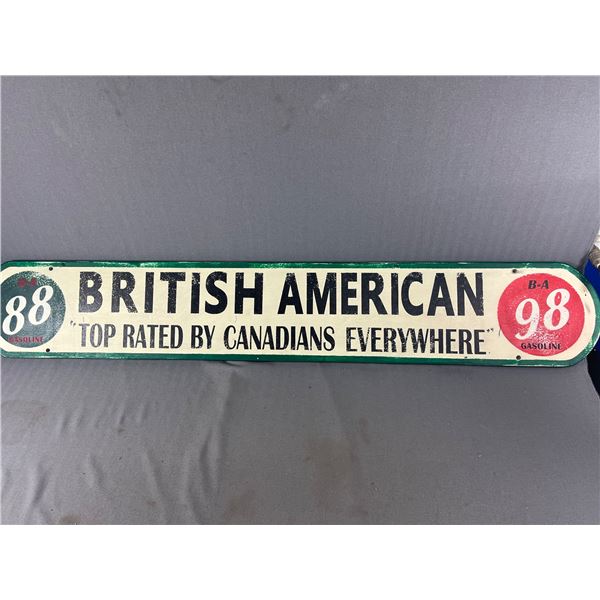 B-A
88
GASOLINE
BRITISH AMERICAN
"TOP RATED BY CANADIANS EVERYWHERE"
B-A
98
GASOLINE